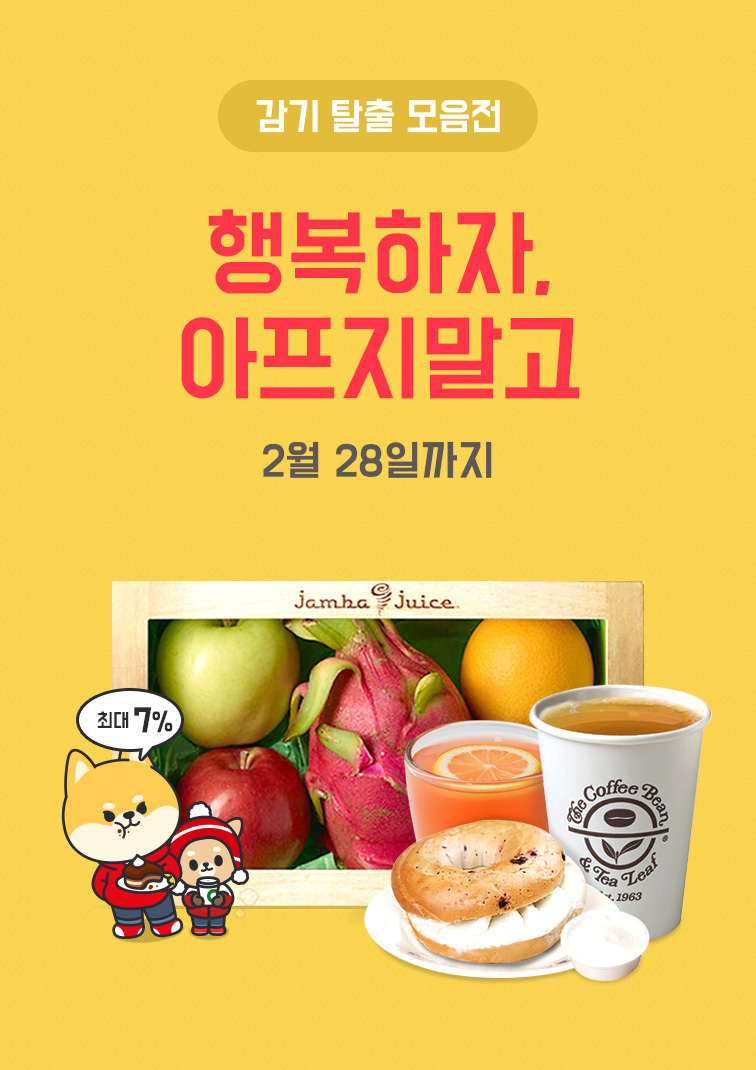 감기 탈출 모음전
행복하자,
아프지말고
2월 28일까지
jamba juice
최대 7%
The Coffee Bean
®
& Tea Leaf
st. 1963